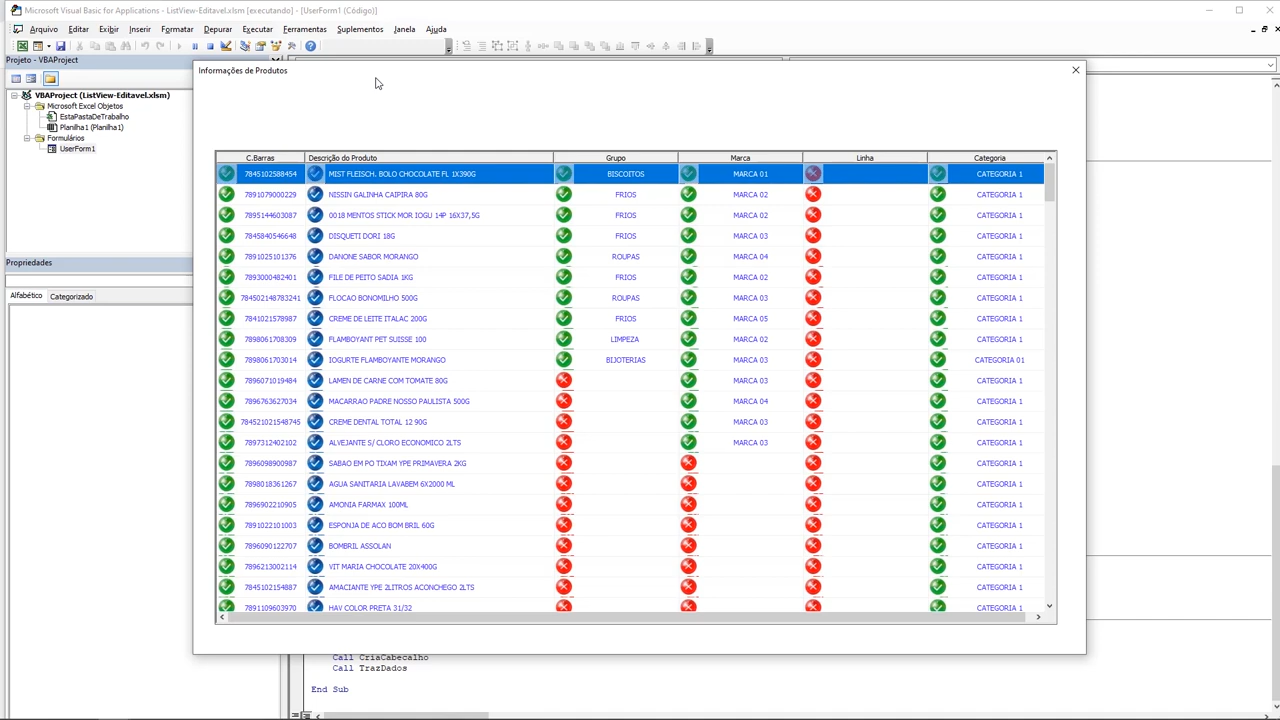 Microsoft Visual Basic for Applications - ListView-Editavel.xlsm [executando] - [UserForm1 (Código)]
Arquivo Editar Exibir Inserir Formatar Depurar Executar Ferramentas Suplementos Janela Ajuda
Projeto - VBAProject
VBAProject (ListView-Editavel.xlsm)
Microsoft Excel Objetos
EstaPastaDeTrabalho
Planilha1 (Planilha1)
Formulários
UserForm1
Propriedades
Alfabético Categorizado
Informações de Produtos
C.Barras Descrição do Produto Grupo Marca Linha Categoria
7845102588454 MIST FLEISCH. BOLO CHOCOLATE FL 1X390G BISCOITOS MARCA 01 CATEGORIA 1
7891079000229 NISSIN GALINHA CAIPIRA 80G FRIOS MARCA 02 CATEGORIA 1
7895144603087 0018 MENTOS STICK MOR IOGU 14P 16X37,5G FRIOS MARCA 02 CATEGORIA 1
7845840546648 DISQUETI DORI 18G FRIOS MARCA 03 CATEGORIA 1
7891025101376 DANONE SABOR MORANGO ROUPAS MARCA 04 CATEGORIA 1
7893000482401 FILE DE PEITO SADIA 1KG FRIOS MARCA 02 CATEGORIA 1
784502148783241 FLOCAO BONOMILHO 500G ROUPAS MARCA 03 CATEGORIA 1
7841021578987 CREME DE LEITE ITALAC 200G FRIOS MARCA 05 CATEGORIA 1
7898061708309 FLAMBOYANT PET SUISSE 100 LIMPEZA MARCA 02 CATEGORIA 1
7898061703014 IOGURTE FLAMBOYANTE MORANGO BIJOTERIAS MARCA 03 CATEGORIA 01
7896071019484 LAMEN DE CARNE COM TOMATE 80G MARCA 03 CATEGORIA 1
7896763627034 MACARRAO PADRE NOSSO PAULISTA 500G MARCA 04 CATEGORIA 1
784521021548745 CREME DENTAL TOTAL 12 90G MARCA 03 CATEGORIA 1
7897312402102 ALVEJANTE S/ CLORO ECONOMICO 2LTS MARCA 03 CATEGORIA 1
7896098900987 SABAO EM PO TIXAM YPE PRIMAVERA 2KG CATEGORIA 1
7898018361267 AGUA SANITARIA LAVABEM 6X2000 ML CATEGORIA 1
7896902210905 AMONIA FARMAX 100ML CATEGORIA 1
7891022101003 ESPONJA DE ACO BOM BRIL 60G CATEGORIA 1
7896090122707 BOMBRIL ASSOLAN CATEGORIA 1
7896213002114 VIT MARIA CHOCOLATE 20X400G CATEGORIA 1
7845102154887 AMACIANTE YPE 2LITROS ACONCHEGO 2LTS CATEGORIA 1
7891109603970 HAV COLOR PRETA 31/32 CATEGORIA 1
Call CriaCabecalho
Call TrazDados
End Sub